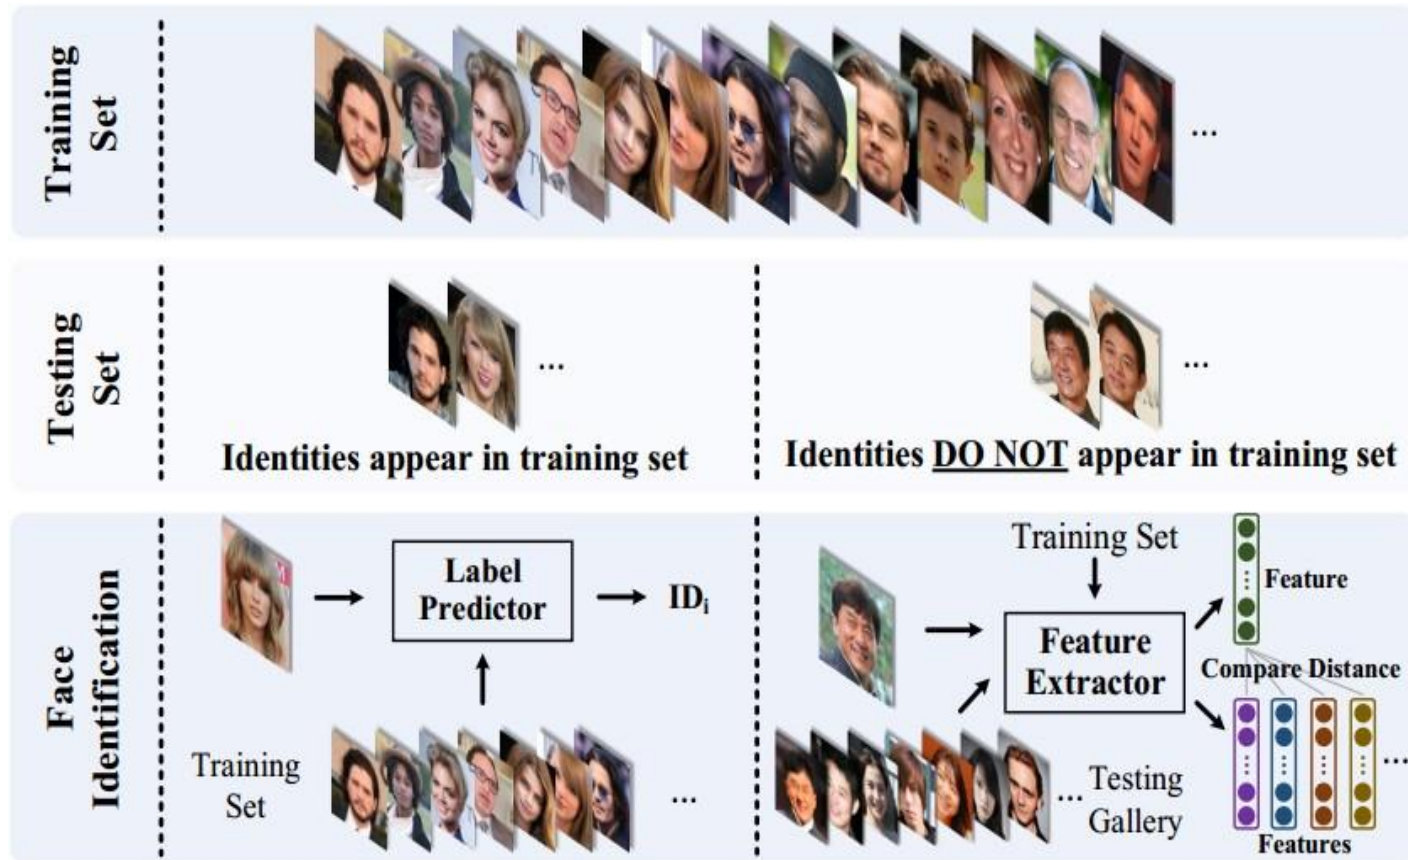 Training
Set
...
Testing
Set
...
Identities appear in training set
...
Identities DO NOT appear in training set
Face
Identification
Label
Predictor
IDi
Training
Set
...
Training Set
Feature
Extractor
Feature
Compare Distance
...
Testing
Gallery
...
Features